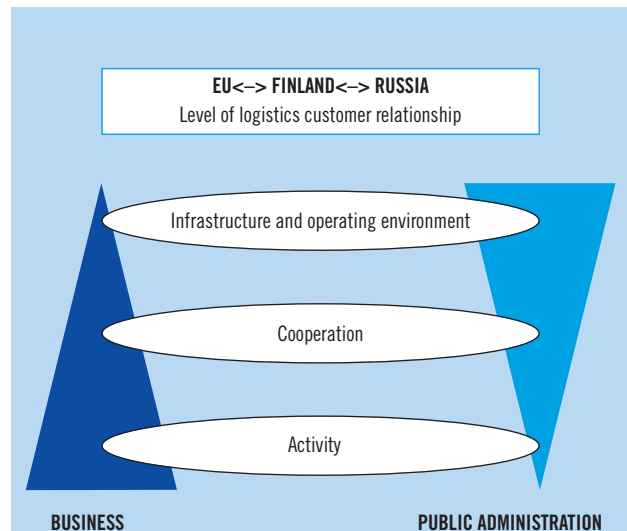 EU<–> FINLAND<–> RUSSIA
Level of logistics customer relationship
Infrastructure and operating environment
Cooperation
Activity
BUSINESS
PUBLIC ADMINISTRATION